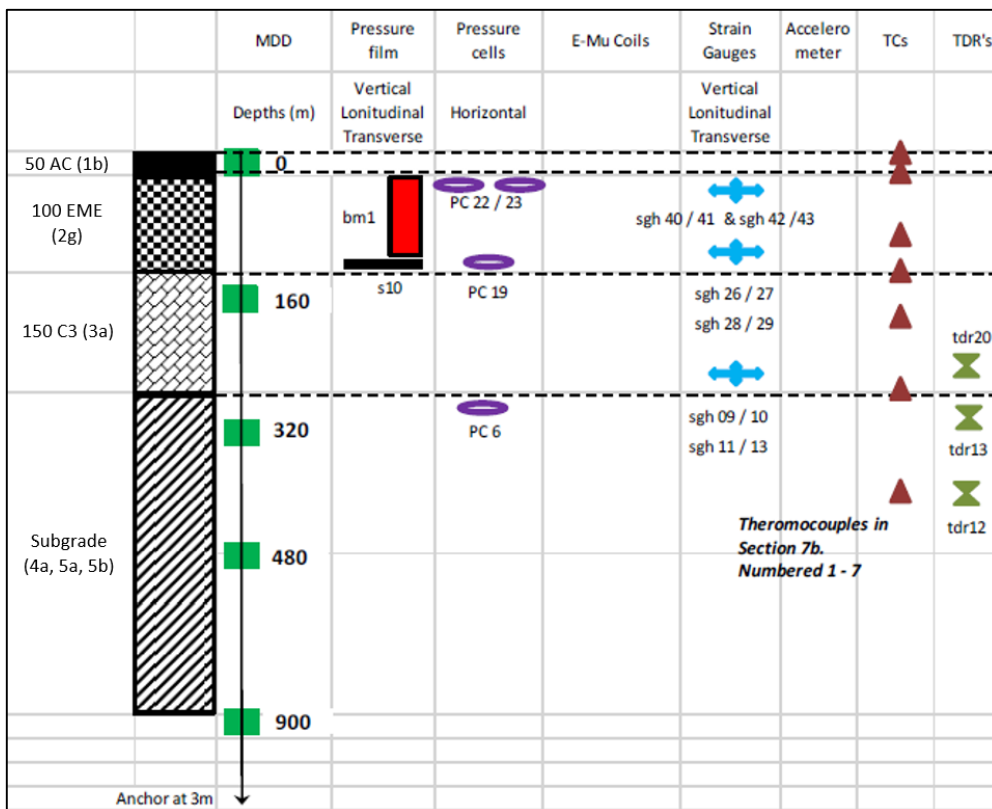 MDD
Pressure
film
Pressure
cells
E-Mu Coils
Strain
Gauges
Accelero
meter
TCs
TDR's
Depths (m)
Vertical
Lonitudinal
Transverse
Horizontal
Vertical
Lonitudinal
Transverse
50 AC (1b)
0
100 EME
(2g)
bm1
PC 22 / 23
sgh 40 / 41 & sgh 42 /43
s10
PC 19
150 C3 (3a)
160
sgh 26 / 27
sgh 28 / 29
tdr20
320
PC 6
sgh 09 / 10
sgh 11 / 13
tdr13
Subgrade
(4a, 5a, 5b)
480
Theromocouples in
Section 7b.
Numbered 1 - 7
tdr12
900
Anchor at 3m